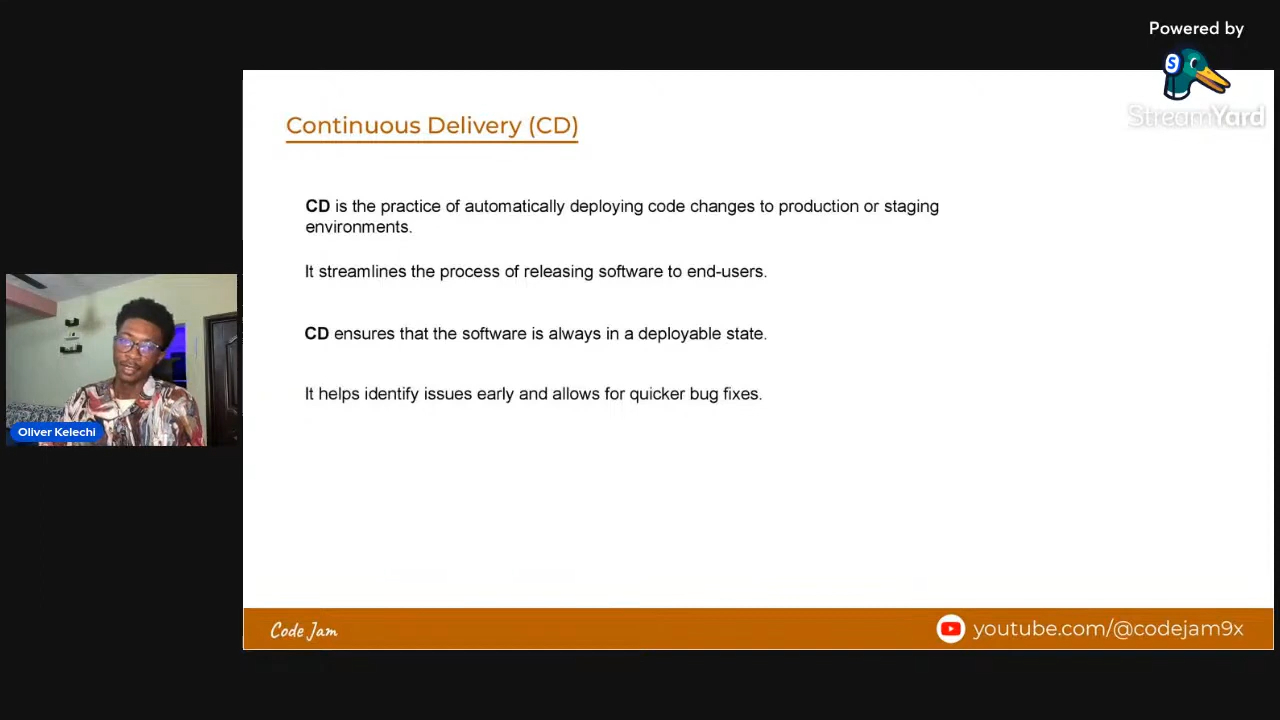 Powered by
S
StreamYard
Continuous Delivery (CD)
CD is the practice of automatically deploying code changes to production or staging
environments.
It streamlines the process of releasing software to end-users.
CD ensures that the software is always in a deployable state.
It helps identify issues early and allows for quicker bug fixes.
Oliver Kelechi
Code Jam
youtube.com/@codejam9x